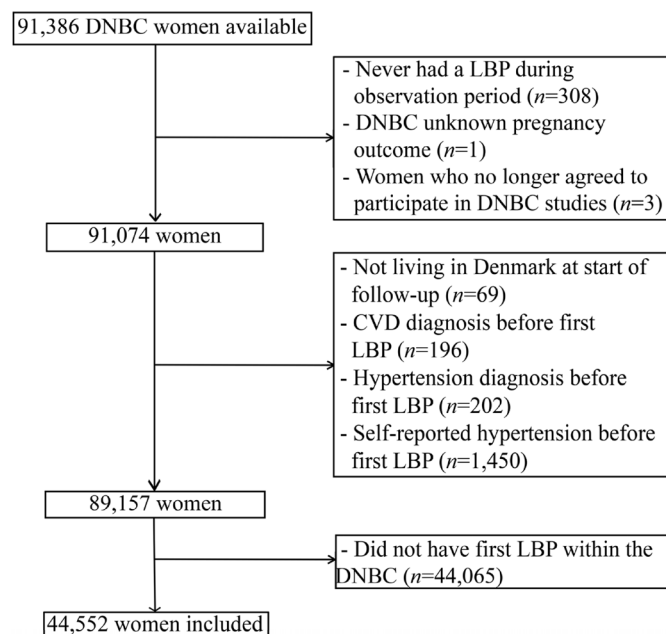 91,386 DNBC women available
- Never had a LBP during
observation period (n=308)
- DNBC unknown pregnancy
outcome (n=1)
- Women who no longer agreed to
participate in DNBC studies (n=3)
91,074 women
- Not living in Denmark at start of
follow-up (n=69)
- CVD diagnosis before first
LBP (n=196)
- Hypertension diagnosis before
first LBP (n=202)
- Self-reported hypertension before
first LBP (n=1,450)
89,157 women
- Did not have first LBP within the
DNBC (n=44,065)
44,552 women included